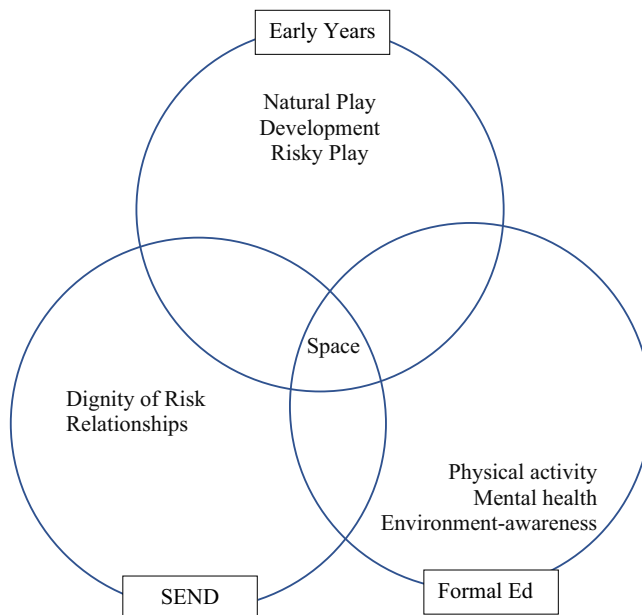 Early Years
Natural Play
Development
Risky Play
Space
Dignity of Risk
Relationships
Physical activity
Mental health
Environment-awareness
SEND
Formal Ed